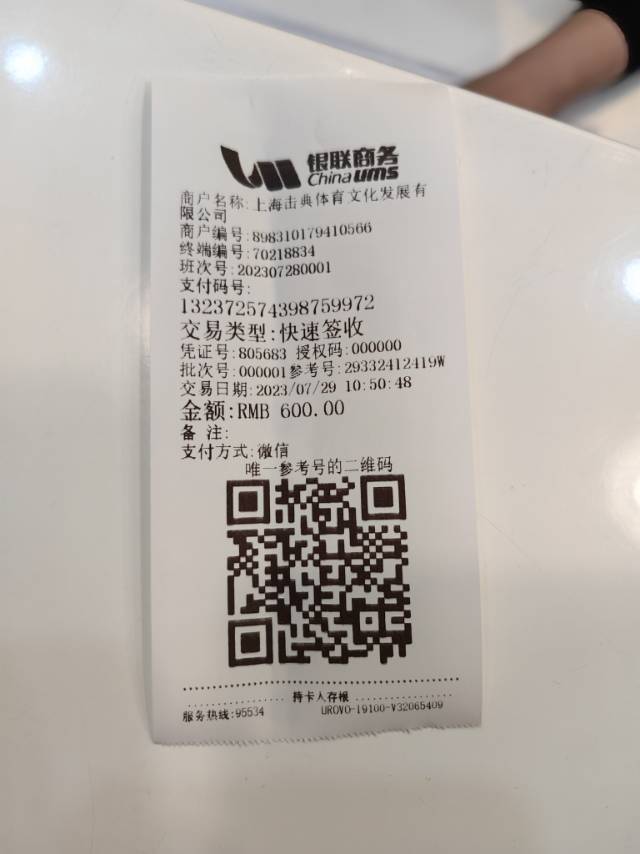 银联商务
China ums
商户名称:上海击典体育文化发展有
限公司
商户编号:898310179410566
终端编号:70218834
班次号:202307280001
支付码号:
132372574398759972
交易类型:快速签收
凭证号:805683 授权码:000000
批次号:000001参考号:29332412419W
交易日期:2023/07/29 10:50:48
金额:RMB 600.00
备 注:
支付方式:微信
唯一参考号的二维码
持卡人存根
服务热线:95534 UROVO-I9100-V32065409